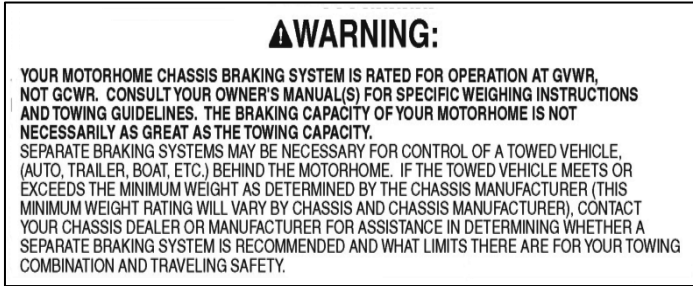 ⚠WARNING:
YOUR MOTORHOME CHASSIS BRAKING SYSTEM IS RATED FOR OPERATION AT GVWR,
NOT GCWR. CONSULT YOUR OWNER'S MANUAL(S) FOR SPECIFIC WEIGHING INSTRUCTIONS
AND TOWING GUIDELINES. THE BRAKING CAPACITY OF YOUR MOTORHOME IS NOT
NECESSARILY AS GREAT AS THE TOWING CAPACITY.
SEPARATE BRAKING SYSTEMS MAY BE NECESSARY FOR CONTROL OF A TOWED VEHICLE,
(AUTO, TRAILER, BOAT, ETC.) BEHIND THE MOTORHOME. IF THE TOWED VEHICLE MEETS OR
EXCEEDS THE MINIMUM WEIGHT AS DETERMINED BY THE CHASSIS MANUFACTURER (THIS
MINIMUM WEIGHT RATING WILL VARY BY CHASSIS AND CHASSIS MANUFACTURER), CONTACT
YOUR CHASSIS DEALER OR MANUFACTURER FOR ASSISTANCE IN DETERMINING WHETHER A
SEPARATE BRAKING SYSTEM IS RECOMMENDED AND WHAT LIMITS THERE ARE FOR YOUR TOWING
COMBINATION AND TRAVELING SAFETY.